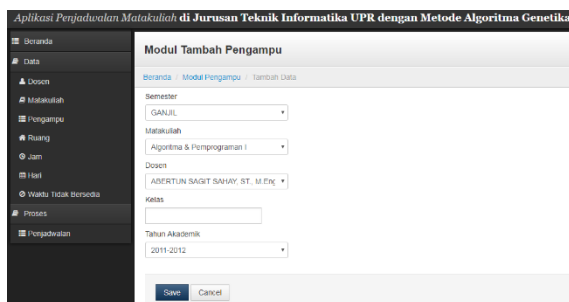 Aplikasi Penjadwalan Matakuliah di Jurusan Teknik Informatika UPR dengan Metode Algoritma Genetika
Beranda
Data
Dosen
Matakuliah
Pengampu
Ruang
Jam
Hari
Waktu Tidak Bersedia
Proses
Penjadwalan
Modul Tambah Pengampu
Beranda / Modul Pengampu / Tambah Data
Semester
GANJIL
Matakuliah
Algoritma & Pemprograman I
Dosen
ABERTUN SAGIT SAHAY, ST., M.Eng
Kelas
Tahun Akademik
2011-2012
Save Cancel